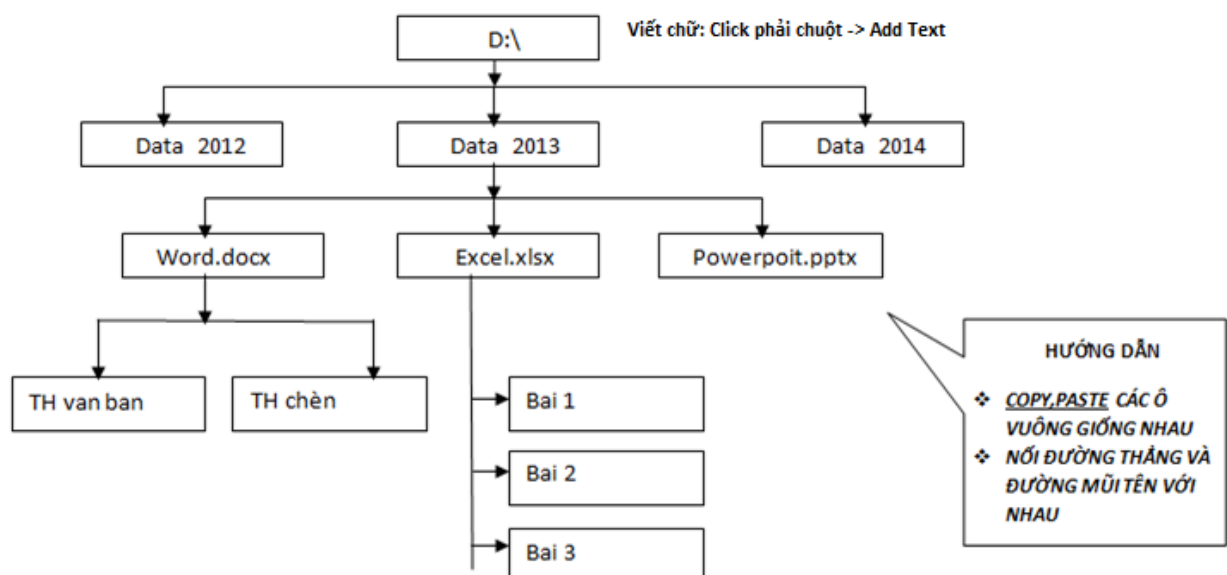 D:\
Viết chữ: Click phải chuột -> Add Text
Data 2012
Data 2013
Data 2014
Word.docx
Excel.xlsx
Powerpoit.pptx
HƯỚNG DẪN
❖ COPY,PASTE CÁC Ô
VUÔNG GIỐNG NHAU
❖ NỐI ĐƯỜNG THẲNG VÀ
ĐƯỜNG MŨI TÊN VỚI
NHAU
TH van ban
TH chèn
Bai 1
Bai 2
Bai 3